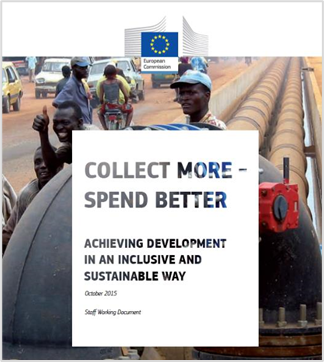 European
Commission
COLLECT MORE -
SPEND BETTER
ACHIEVING DEVELOPMENT
IN AN INCLUSIVE AND
SUSTAINABLE WAY
October 2015
Staff Working Document